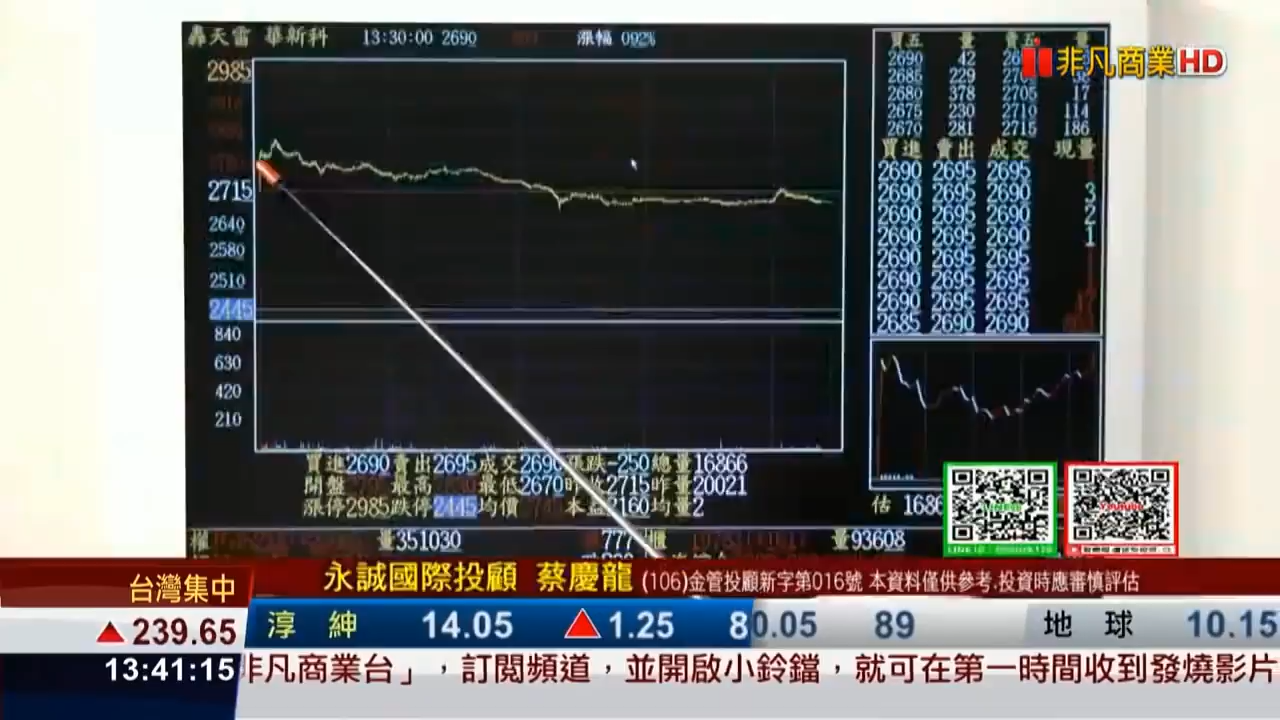 轟天雷 華新科 13:30:00 2690 漲幅 092%
2985
2715
2640
2580
2510
2445
840
630
420
210
買五 量 賣五 量
2690 42
2685 229
2680 378 2705 17
2675 230 2710 114
2670 281 2715 186
買進 賣出 成交 現量
2690 2695 2695
2690 2695 2690 3
2690 2695 2690 2
2690 2695 2690 1
2690 2695 2695
2690 2695 2695
2690 2695 2695
2685 2690 2690
買進2690 賣出2695 成交2690 漲跌-250 總量16866
開盤 最高 最低2670 昨收2715 昨量20021
漲停2985 跌停2445 均價 本益2160 均量2
估 1686
權 量351030 777 櫃 量93608
非凡商業HD
永誠國際投顧 蔡慶龍 (106)金管投顧新字第016號 本資料僅供參考.投資時應審慎評估
台灣集中
▲239.65
淳紳 14.05 ▲1.25 80.05 89 地球 10.15
13:41:15
非凡商業台」，訂閱頻道，並開啟小鈴鐺，就可在第一時間收到發燒影片